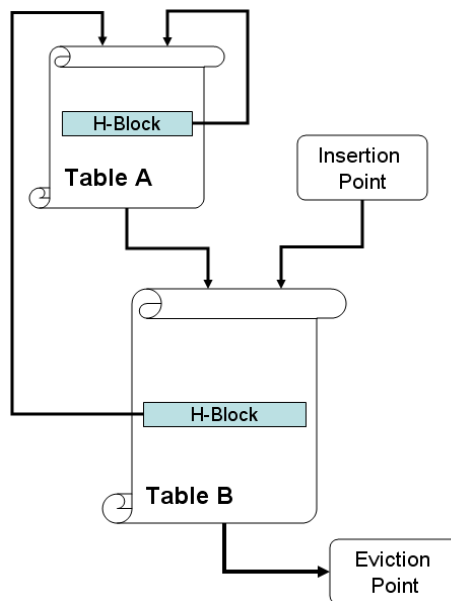 H-Block
Table A
Insertion
Point
H-Block
Table B
Eviction
Point